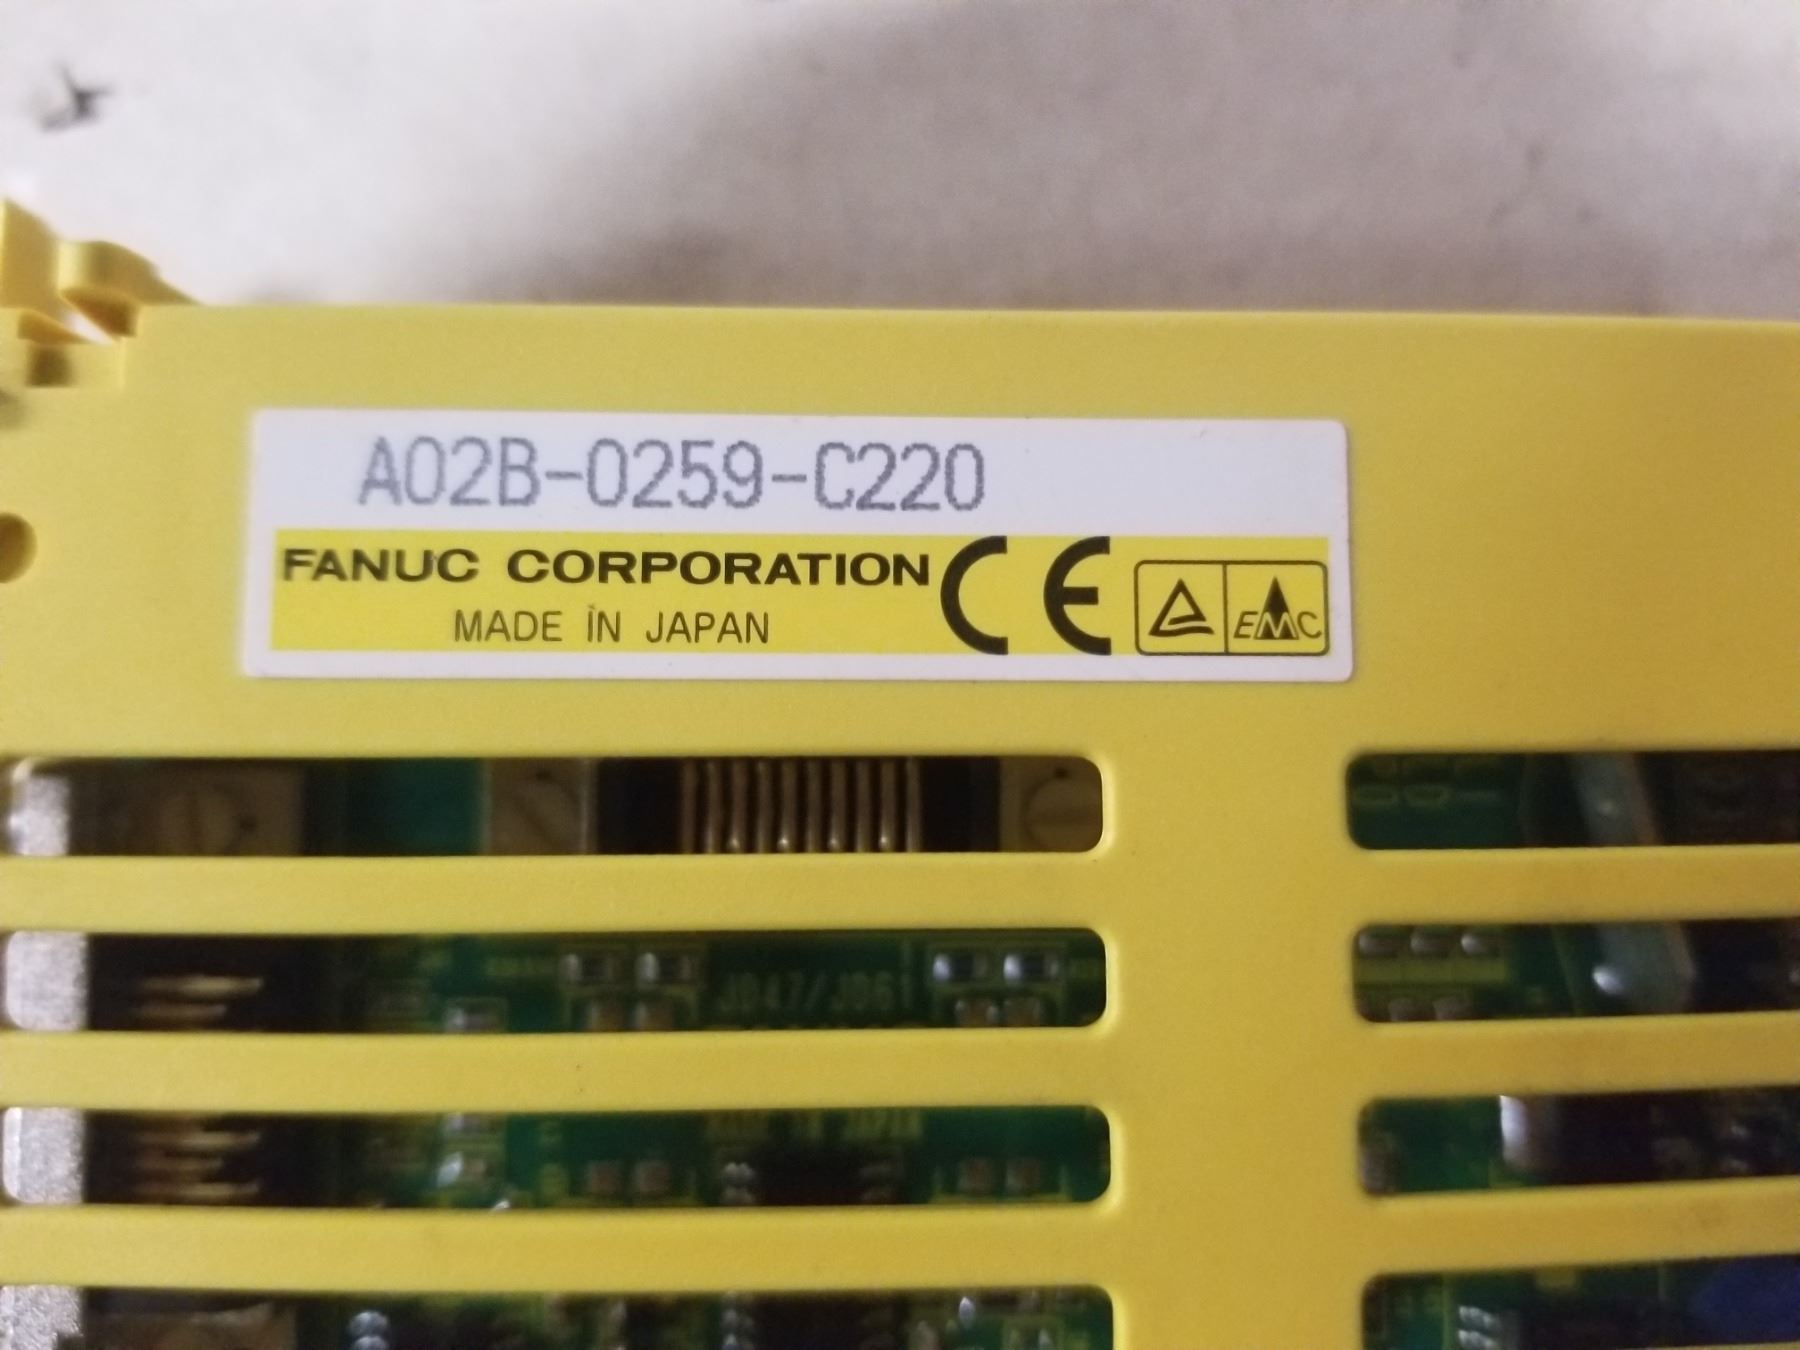 A02B-0259-C220
FANUC CORPORATION CE
MADE IN JAPAN
EMC
JD47/JD61